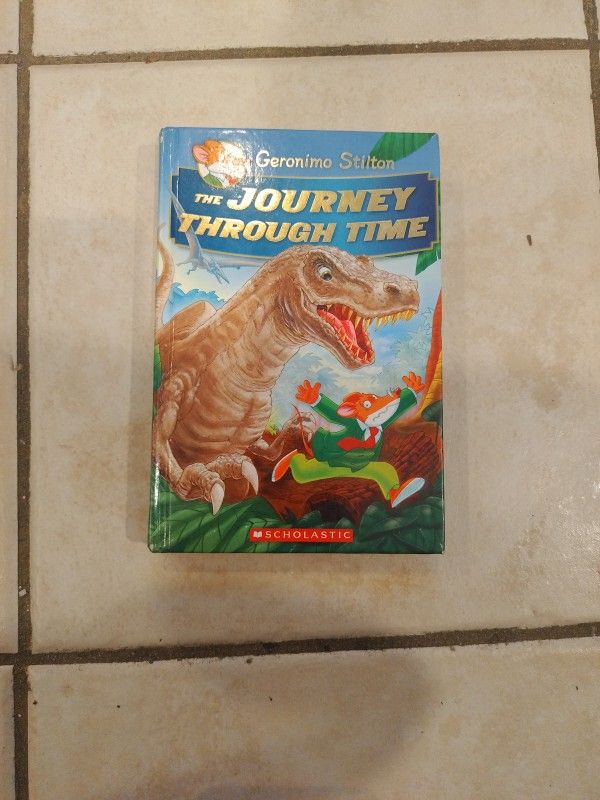 Geronimo Stilton
THE JOURNEY
THROUGH TIME
SCHOLASTIC